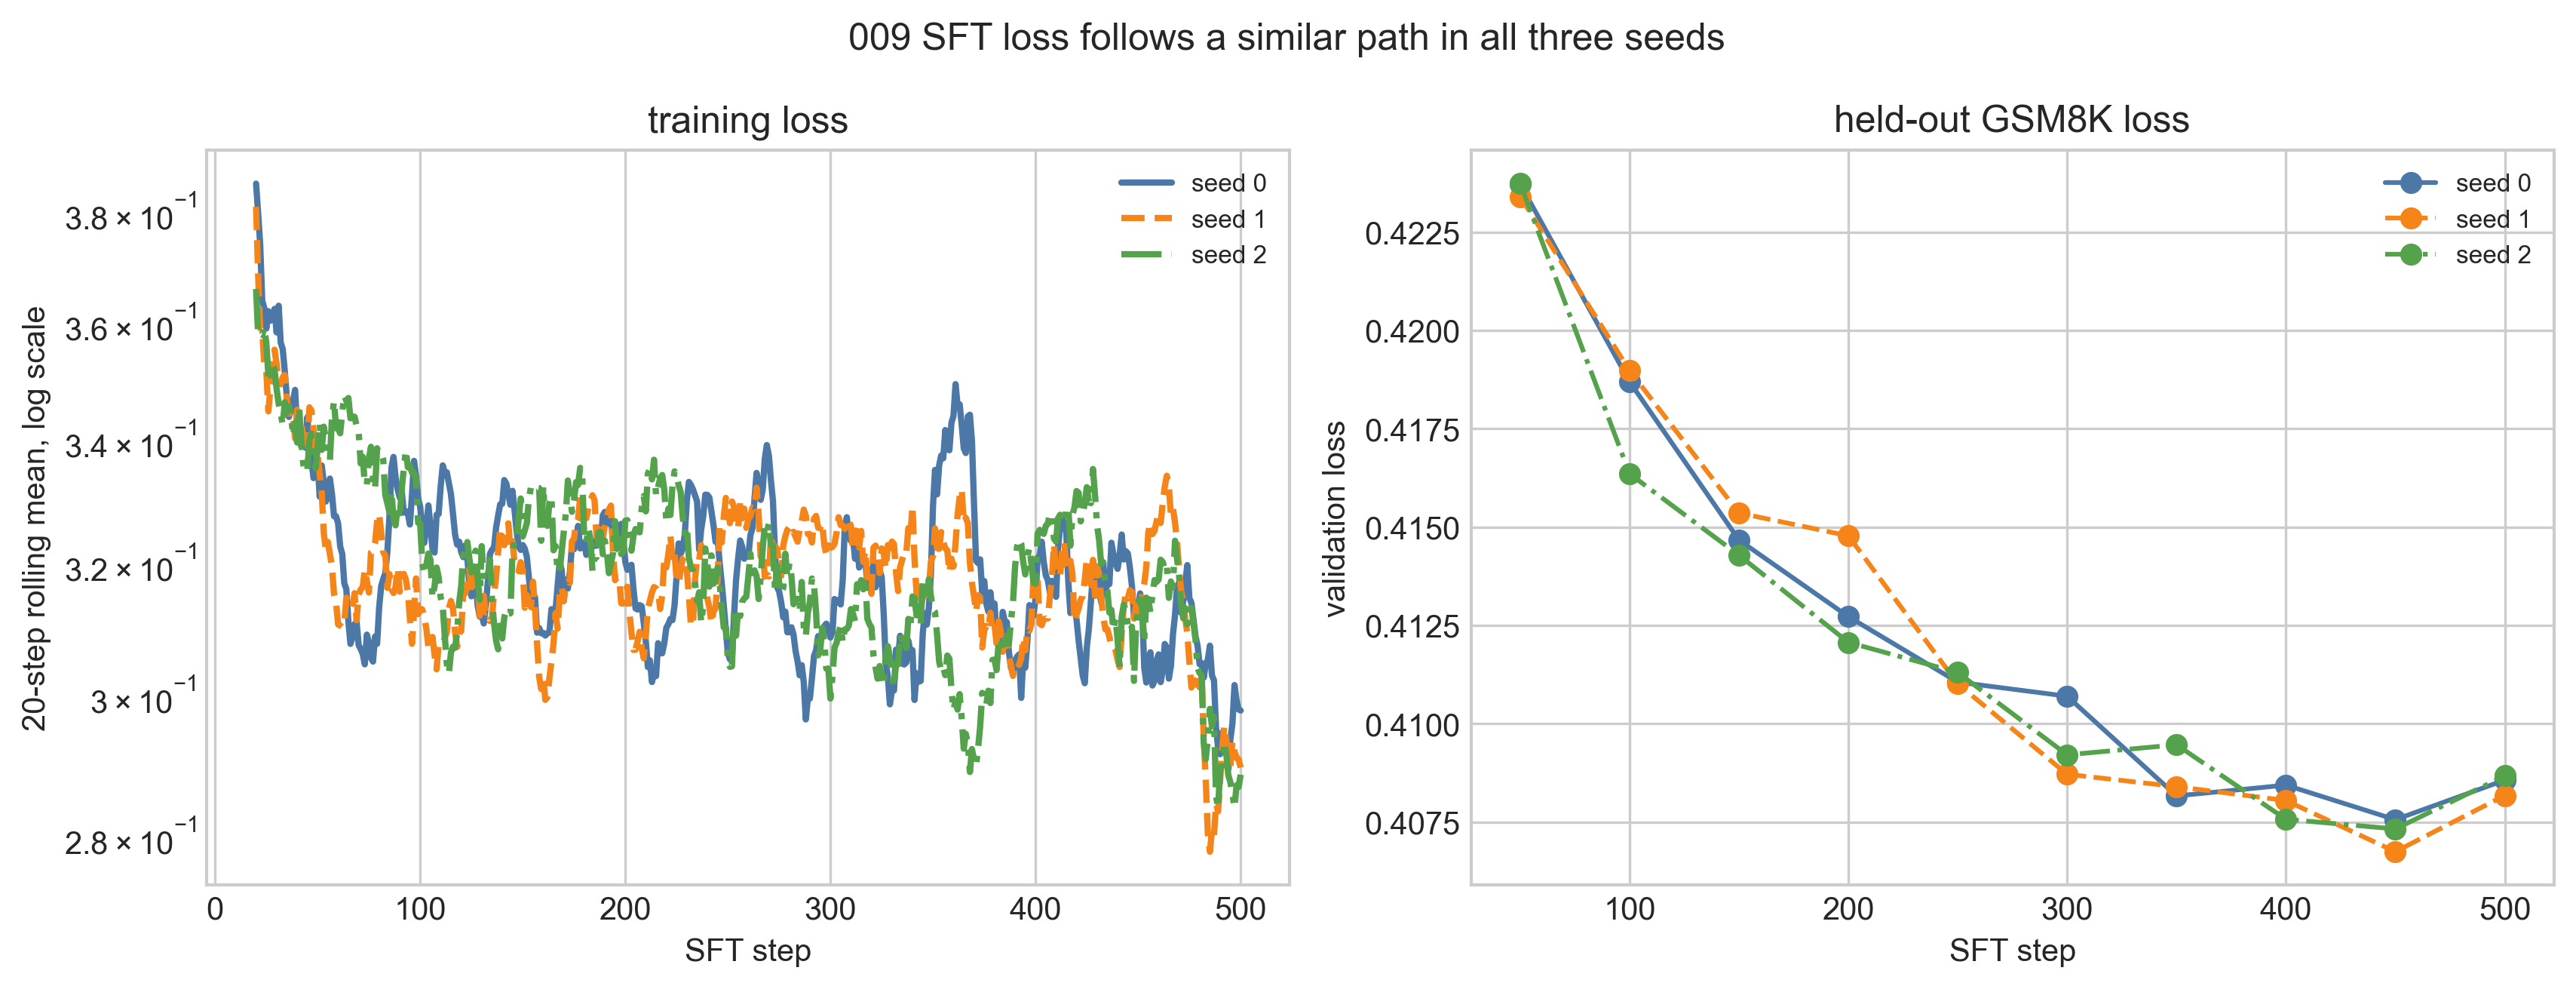 009 SFT loss follows a similar path in all three seeds
training loss
20-step rolling mean, log scale
3.8 × 10⁻¹
3.6 × 10⁻¹
3.4 × 10⁻¹
3.2 × 10⁻¹
3 × 10⁻¹
2.8 × 10⁻¹
seed 0
seed 1
seed 2
0 100 200 300 400 500
SFT step
held-out GSM8K loss
validation loss
0.4225
0.4200
0.4175
0.4150
0.4125
0.4100
0.4075
seed 0
seed 1
seed 2
100 200 300 400 500
SFT step